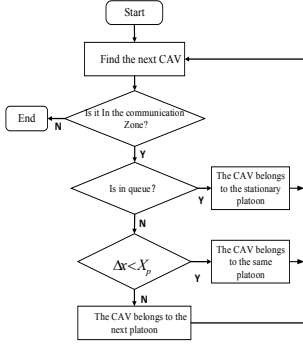 Start
Find the next CAV
Is it In the communication
Zone?
End
N
Y
Is in queue?
Y
The CAV belongs
to the stationary
platoon
N
Δx<Xp
Y
The CAV belongs
to the same
platoon
N
The CAV belongs to the
next platoon